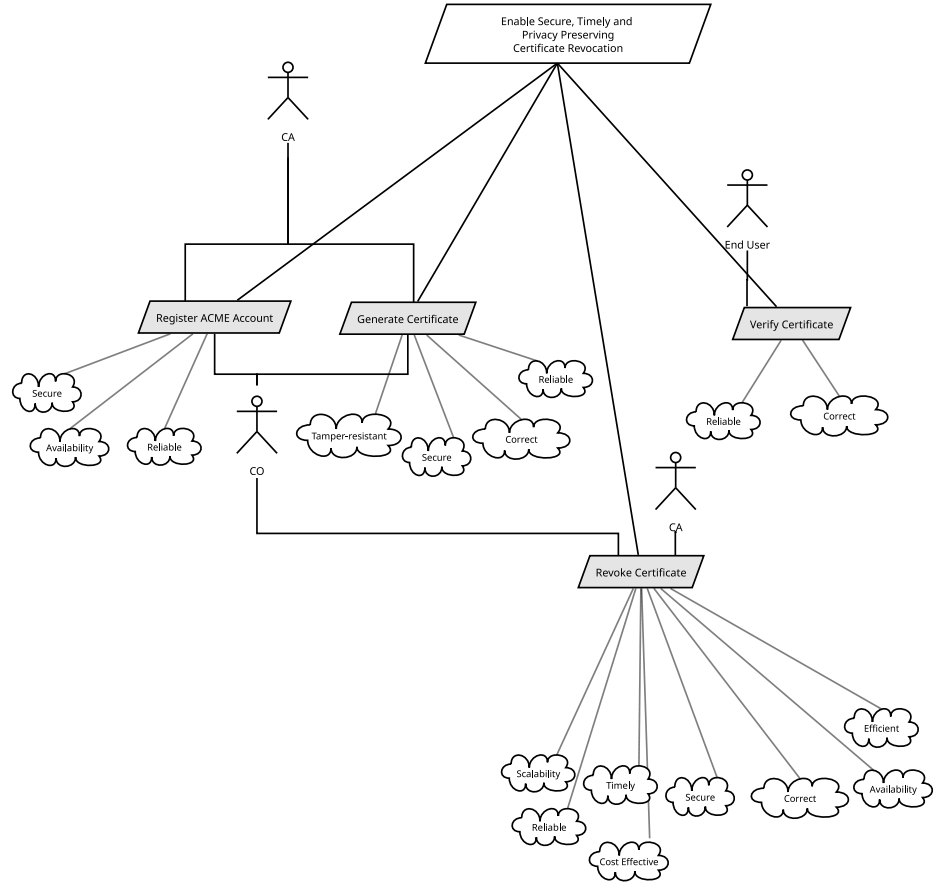 Enable Secure, Timely and
Privacy Preserving
Certificate Revocation
CA
End User
Register ACME Account
Generate Certificate
Verify Certificate
Secure
Availability
Reliable
CO
Tamper-resistant
Secure
Correct
Reliable
Reliable
Correct
CA
Revoke Certificate
Scalability
Reliable
Timely
Cost Effective
Secure
Correct
Availability
Efficient